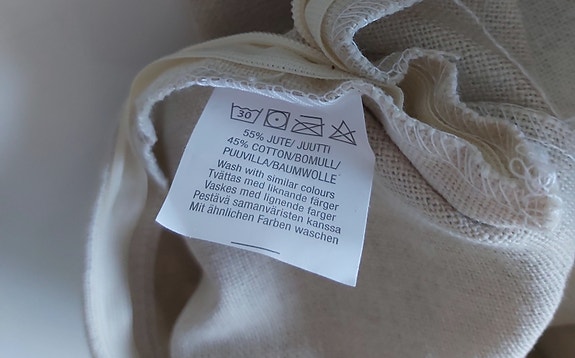 30
55% JUTE/ JUUTTI
45% COTTON/BOMULL/
PUUVILLA/BAUMWOLLE
Wash with similar colours
Tvättas med liknande färger
Vaskes med lignende farger
Pestävä samanväristen kanssa
Mit ähnlichen Farben waschen